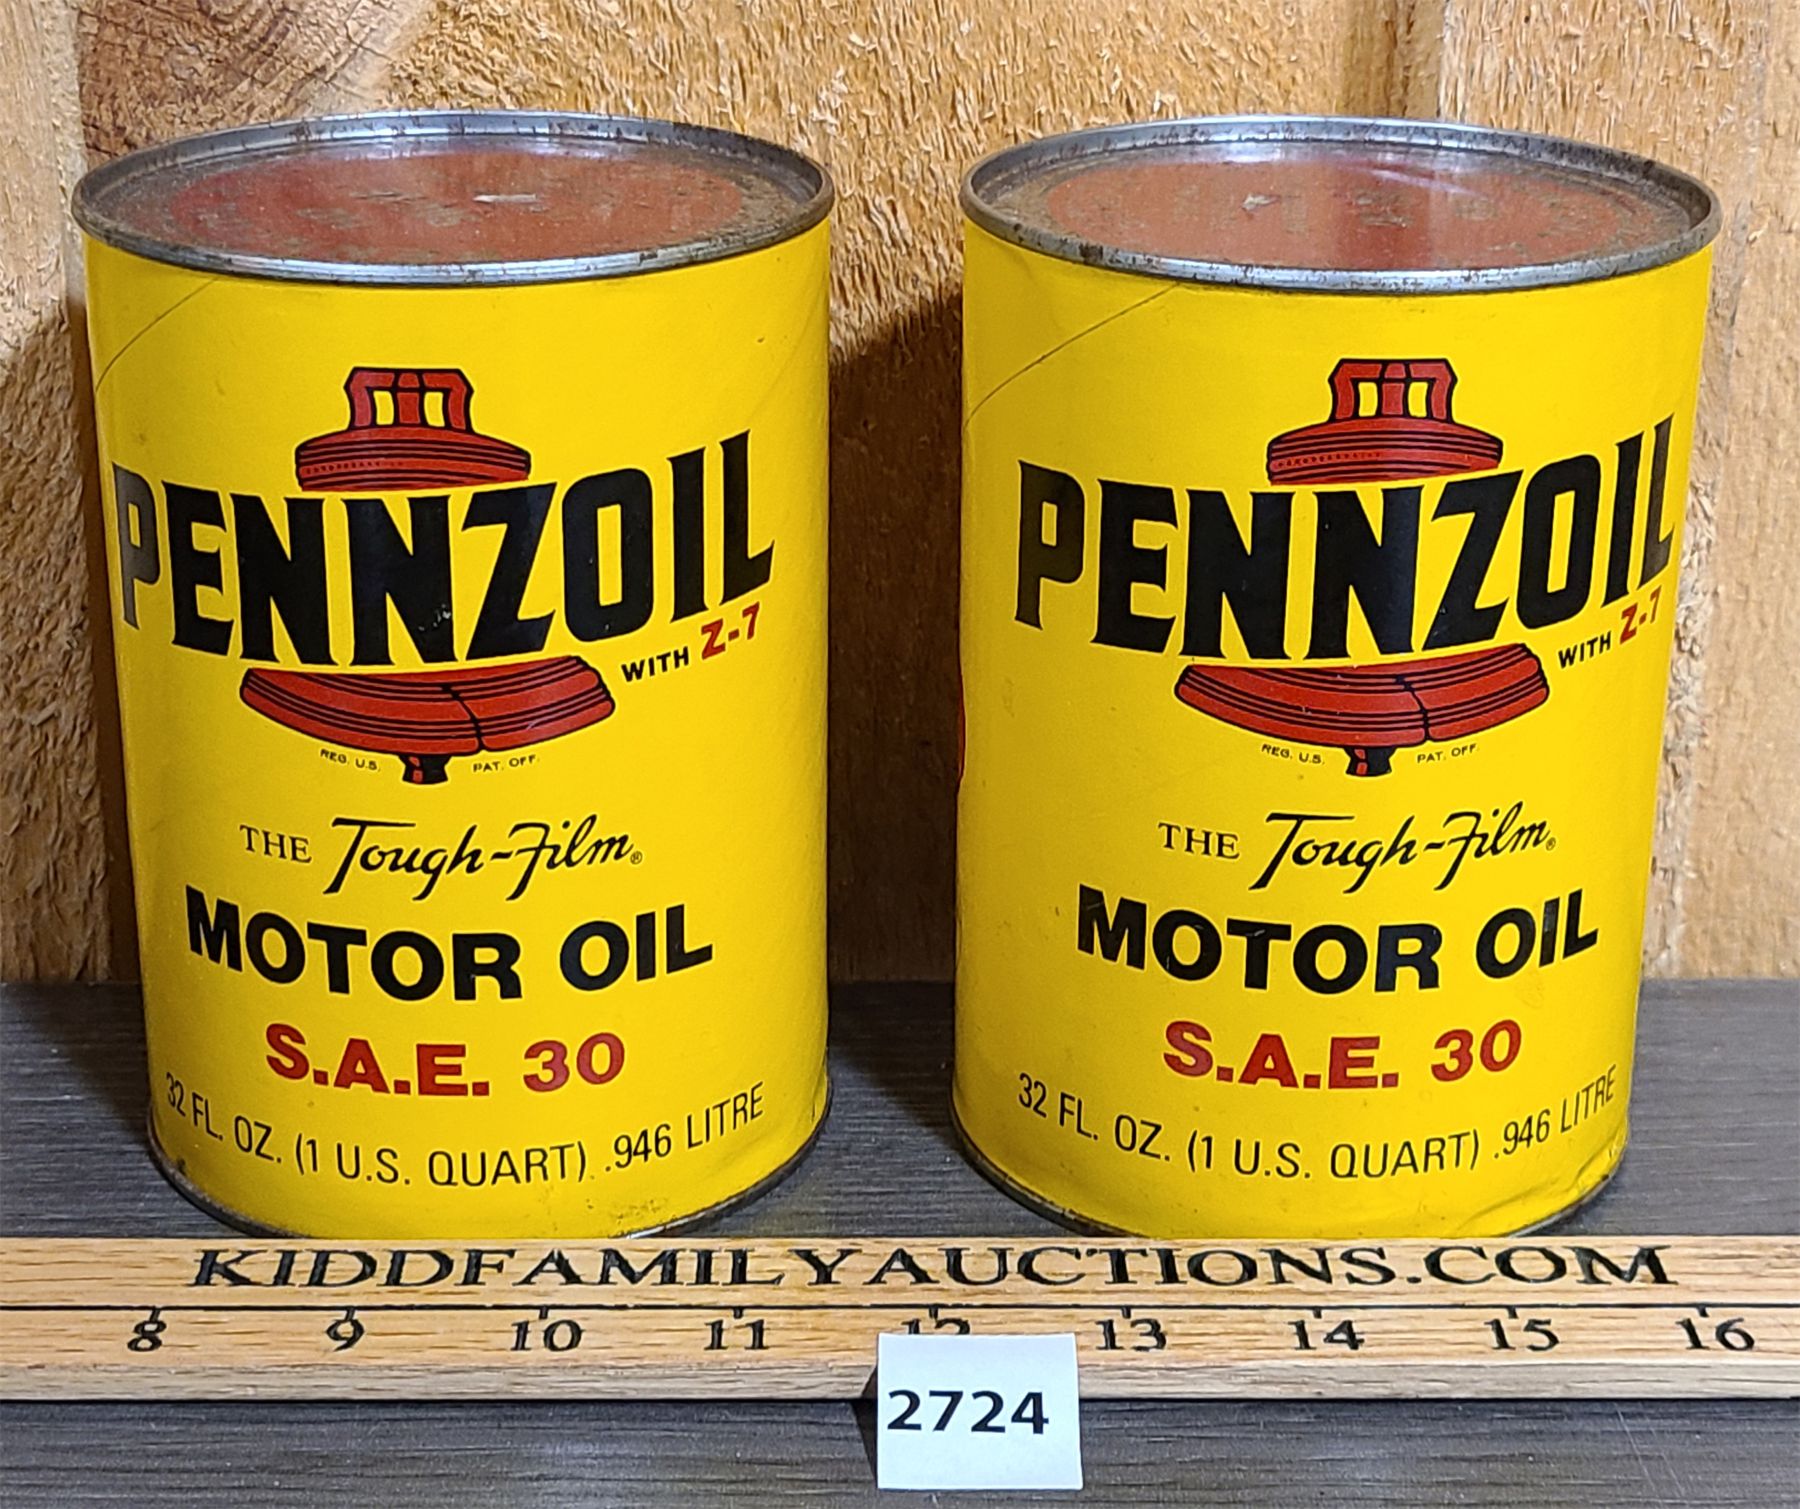 PENNZOIL
WITH Z-7
REG. U.S. PAT. OFF.
THE Tough-Film®
MOTOR OIL
S.A.E. 30
32 FL. OZ. (1 U.S. QUART) .946 LITRE
PENNZOIL
WITH Z-7
REG. U.S. PAT. OFF.
THE Tough-Film®
MOTOR OIL
S.A.E. 30
32 FL. OZ. (1 U.S. QUART) .946 LITRE
KIDDFAMILYAUCTIONS.COM
8 9 10 11 12 13 14 15 16
2724